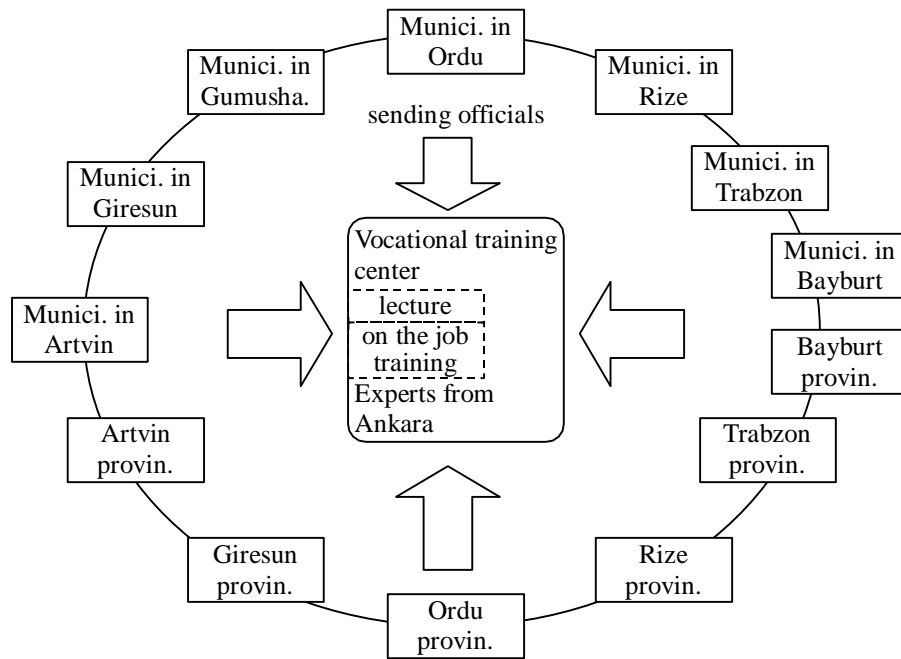 Munici. in
Ordu
Munici. in
Gumusha.
Munici. in
Rize
sending officials
Munici. in
Giresun
Munici. in
Trabzon
Vocational training
center
lecture
on the job
training
Experts from
Ankara
Munici. in
Bayburt
Munici. in
Artvin
Bayburt
provin.
Artvin
provin.
Trabzon
provin.
Giresun
provin.
Rize
provin.
Ordu
provin.